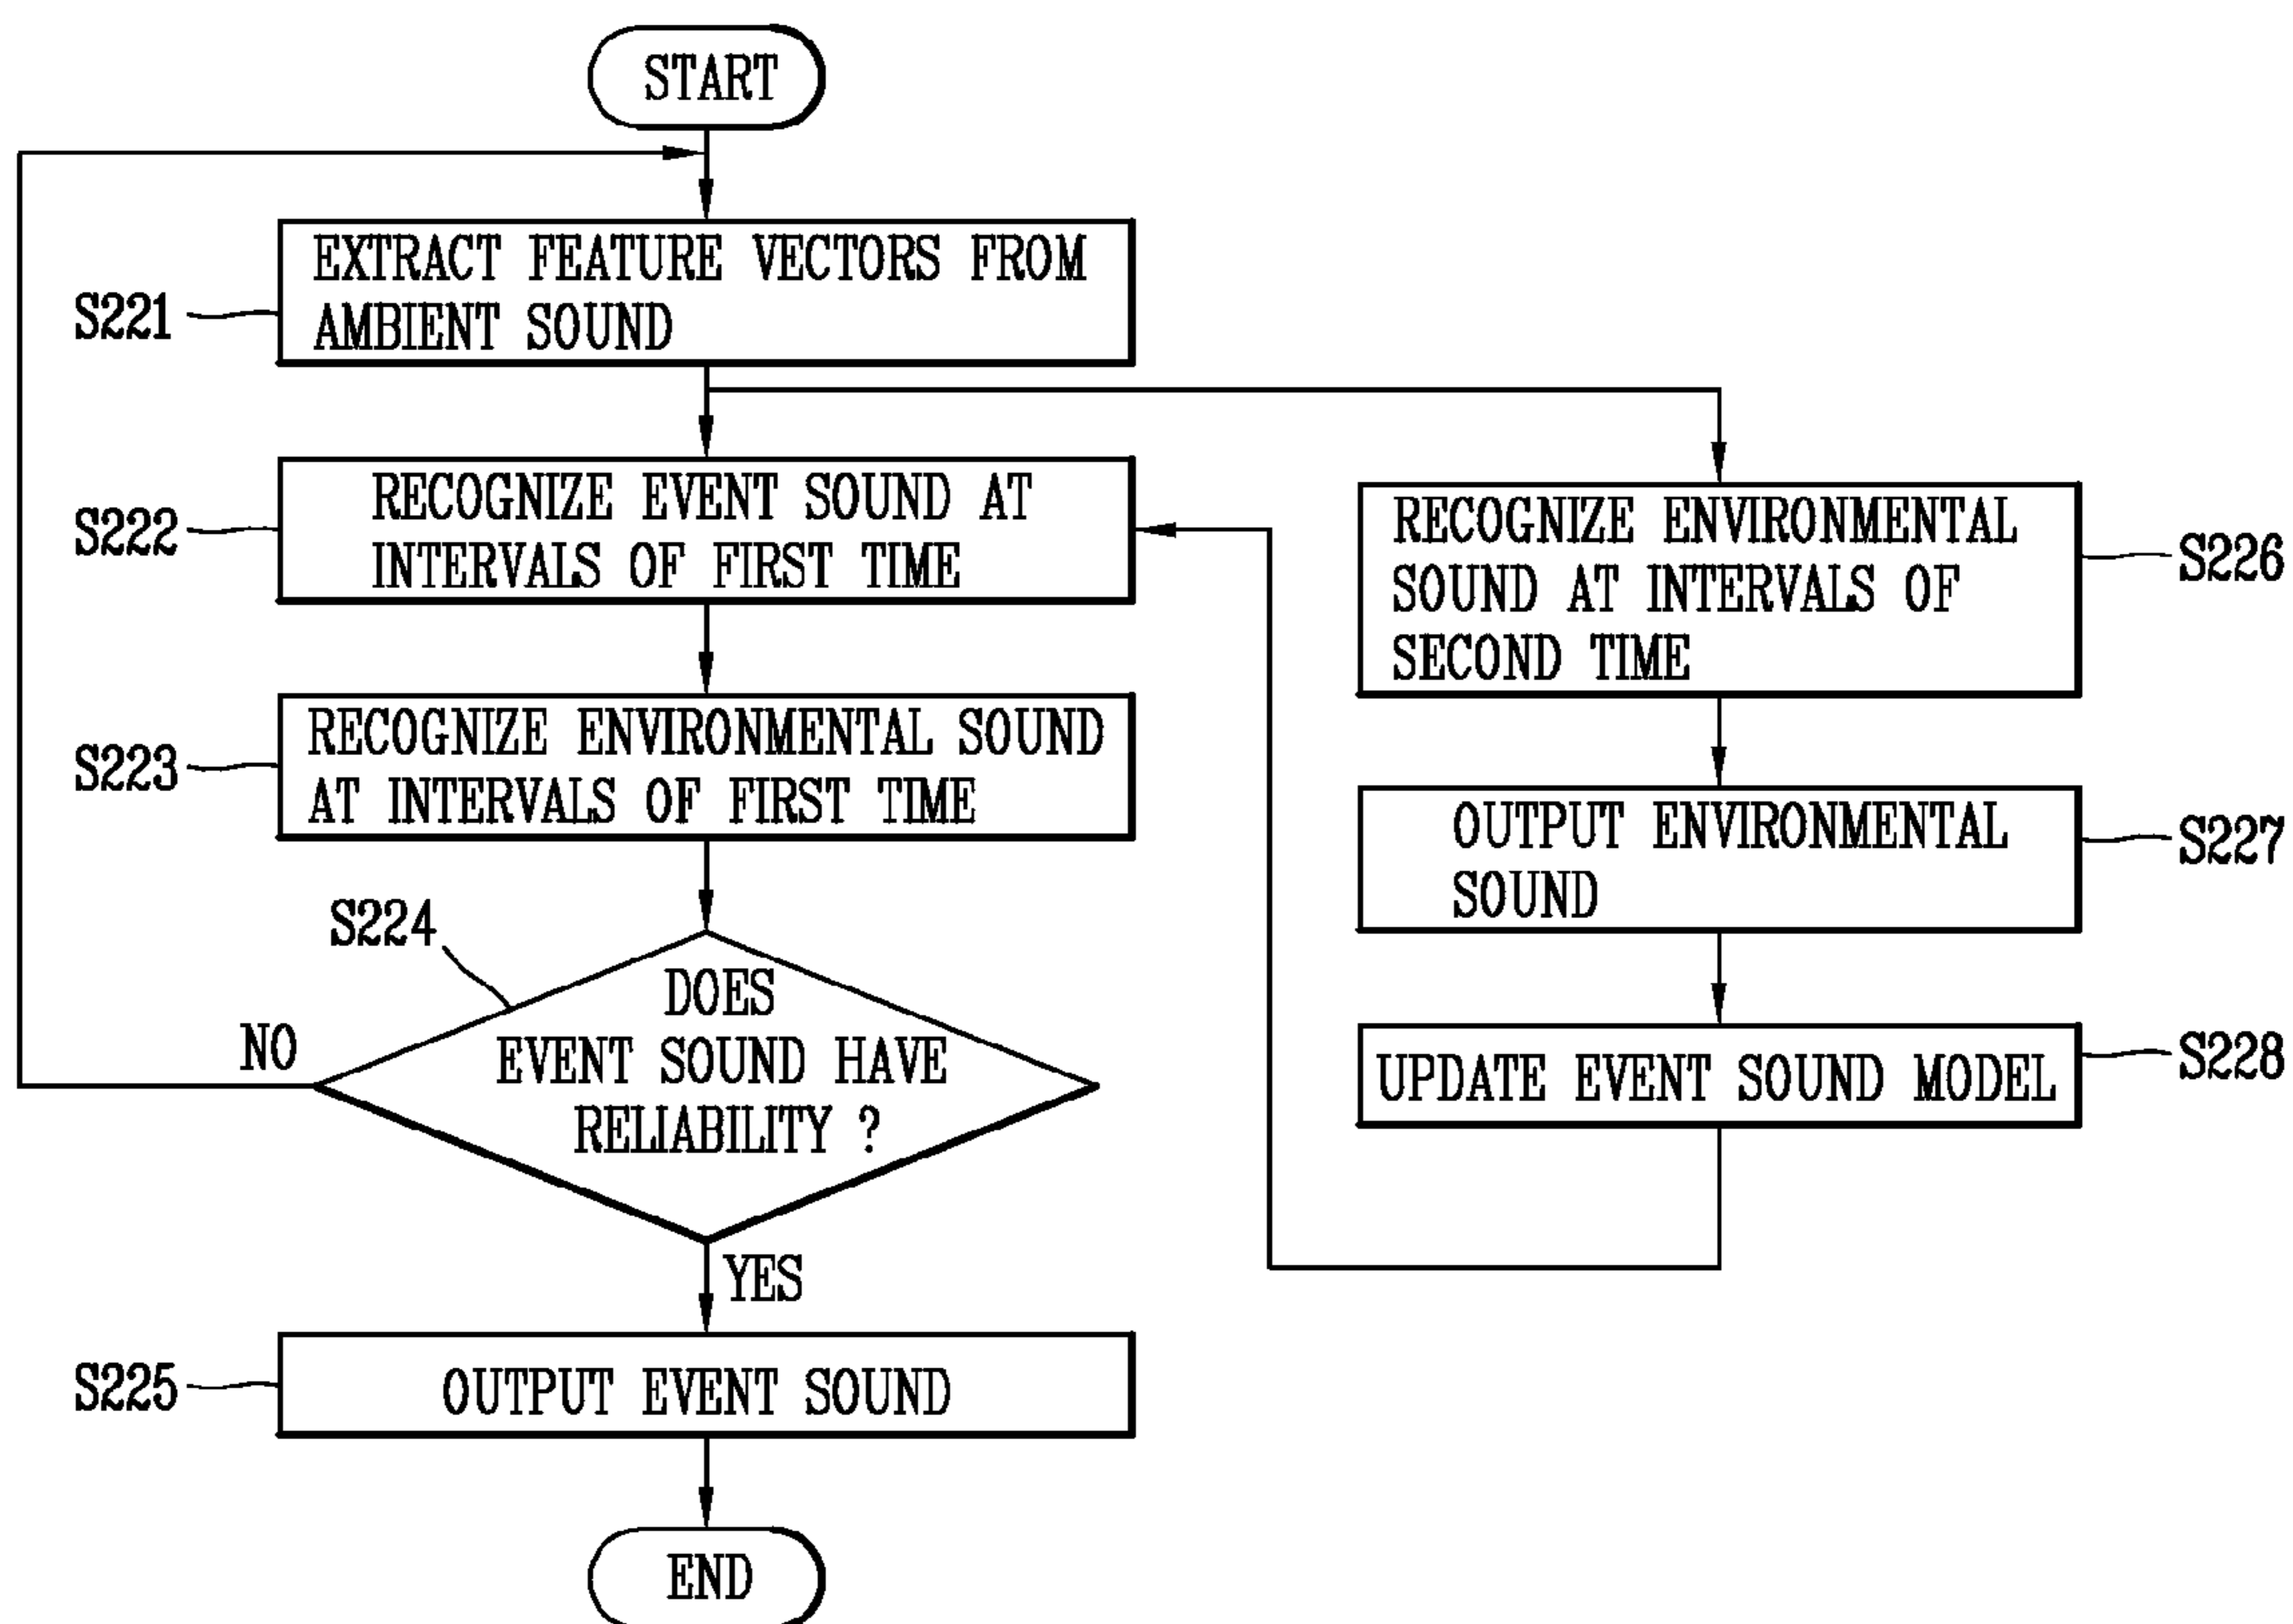 START
EXTRACT FEATURE VECTORS FROM
AMBIENT SOUND
S221
RECOGNIZE EVENT SOUND AT
INTERVALS OF FIRST TIME
S222
RECOGNIZE ENVIRONMENTAL SOUND
AT INTERVALS OF FIRST TIME
S223
S224
DOES
EVENT SOUND HAVE
RELIABILITY ?
NO
YES
S225
OUTPUT EVENT SOUND
END
RECOGNIZE ENVIRONMENTAL
SOUND AT INTERVALS OF
SECOND TIME
S226
OUTPUT ENVIRONMENTAL
SOUND
S227
UPDATE EVENT SOUND MODEL
S228